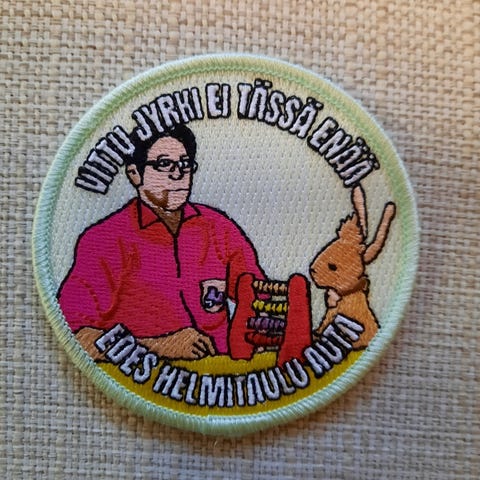 VITTU JYRKI EI TÄSSÄ ENÄÄ
EDES HELMITAULU AUTA